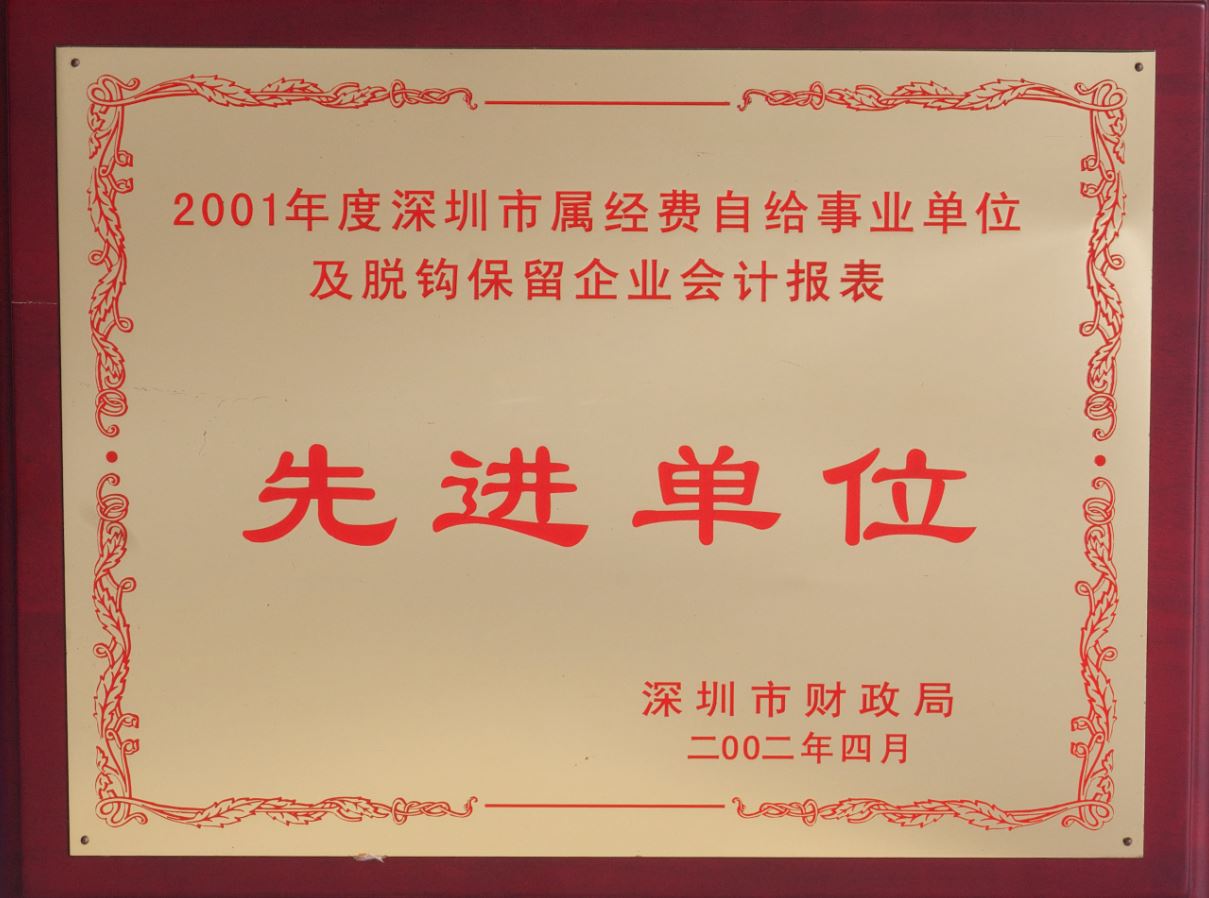 2001年度深圳市属经费自给事业单位
及脱钩保留企业会计报表
先进单位
深圳市财政局
二00二年四月